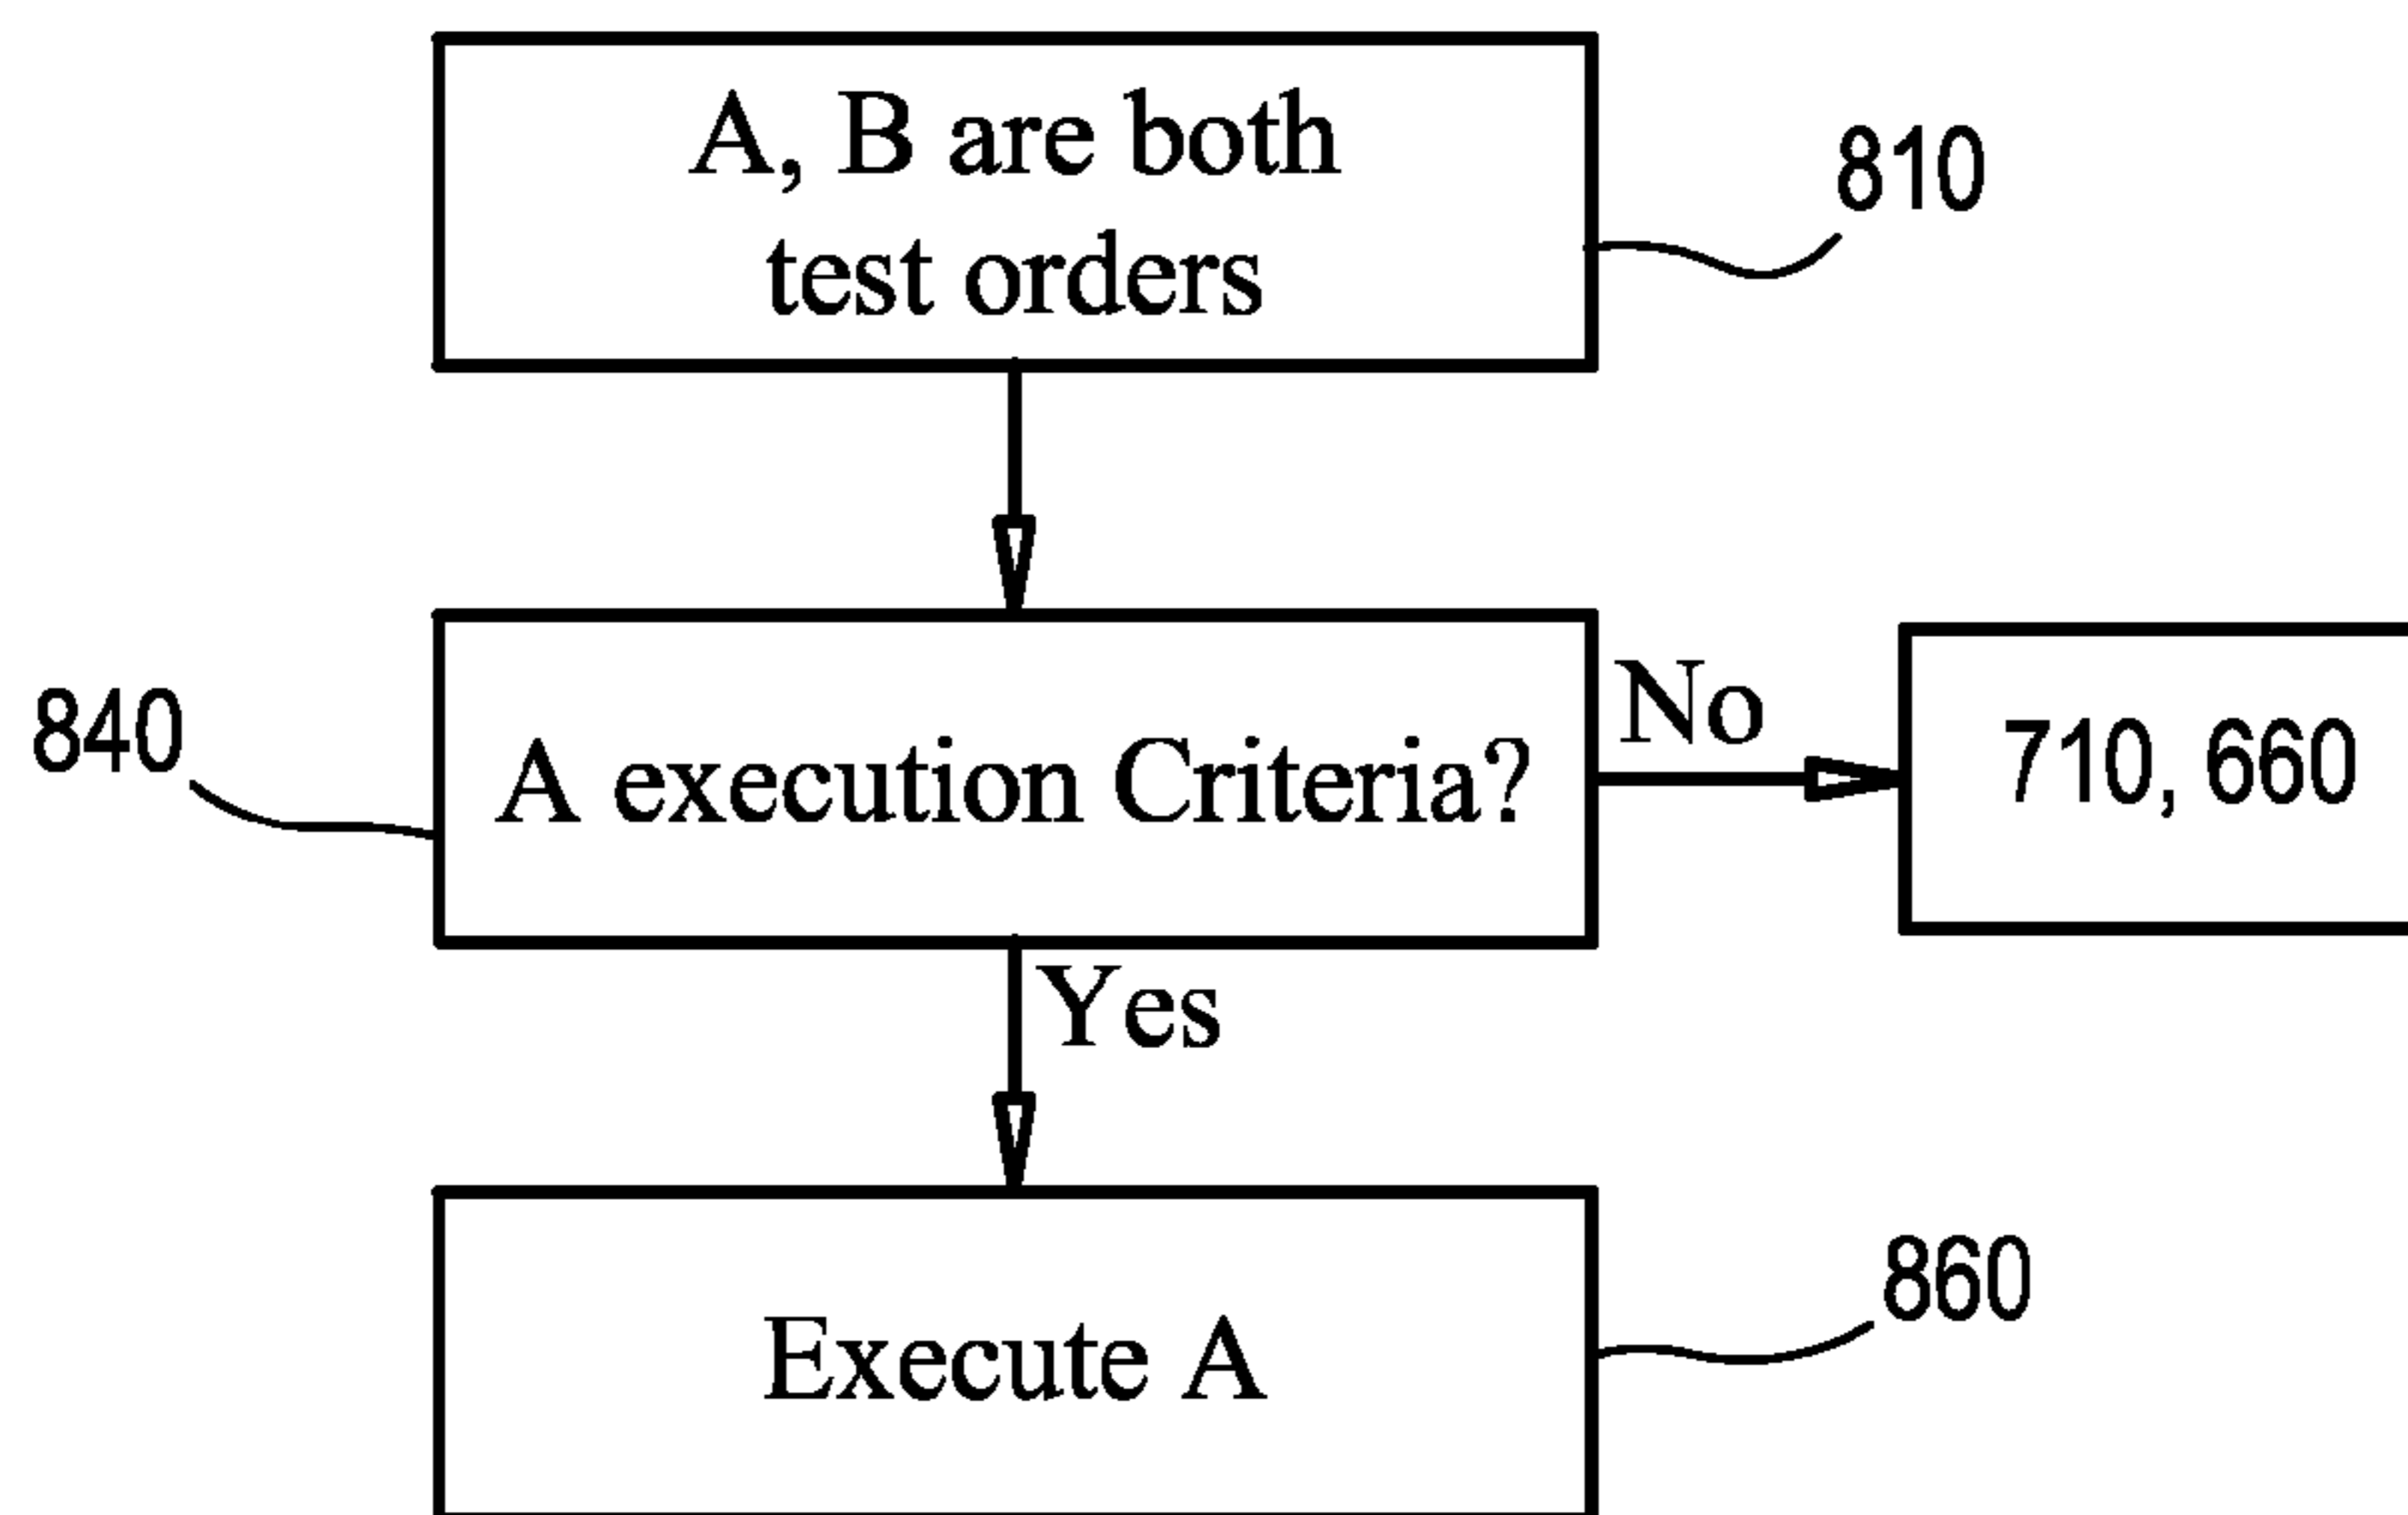 A, B are both
test orders
810
840
A execution Criteria?
No
710, 660
Yes
Execute A
860